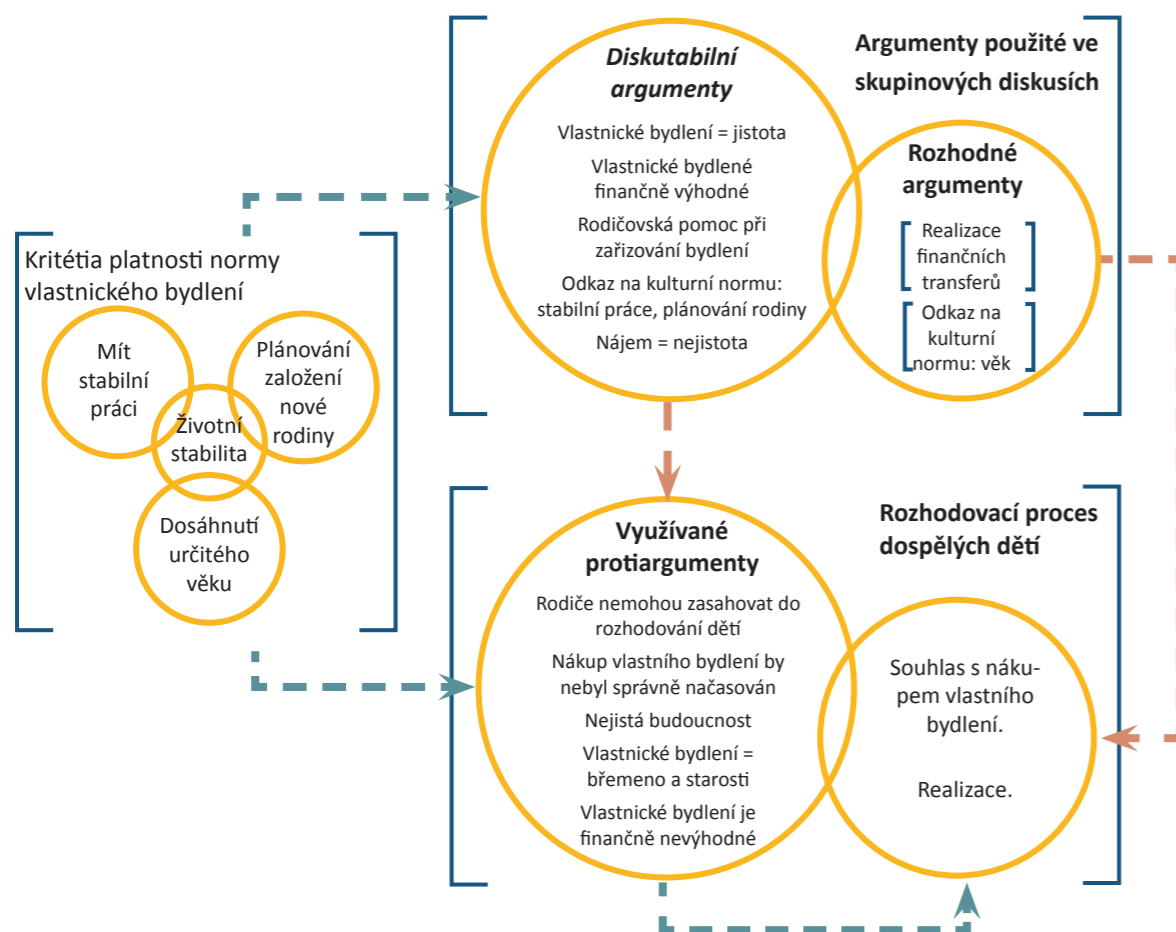 Diskutabilní
argumenty
Vlastnické bydlení = jistota
Vlastnické bydlené
finančně výhodné
Rodičovská pomoc při
zařizování bydlení
Odkaz na kulturní normu:
stabilní práce, plánování rodiny
Nájem = nejistota
Argumenty použité ve
skupinových diskusích
Rozhodné
argumenty
Realizace
finančních
transferů
Odkaz na
kulturní
normu: věk
Kritétia platnosti normy
vlastnického bydlení
Mít
stabilní
práci
Plánování
založení
nové
rodiny
Životní
stabilita
Dosáhnutí
určitého
věku
Využívané
protiargumenty
Rodiče nemohou zasahovat do
rozhodování dětí
Nákup vlastního bydlení by
nebyl správně načasován
Nejistá budoucnost
Vlastnické bydlení =
břemeno a starosti
Vlastnické bydlení je
finančně nevýhodné
Rozhodovací proces
dospělých dětí
Souhlas s náku-
pem vlastního
bydlení.
Realizace.